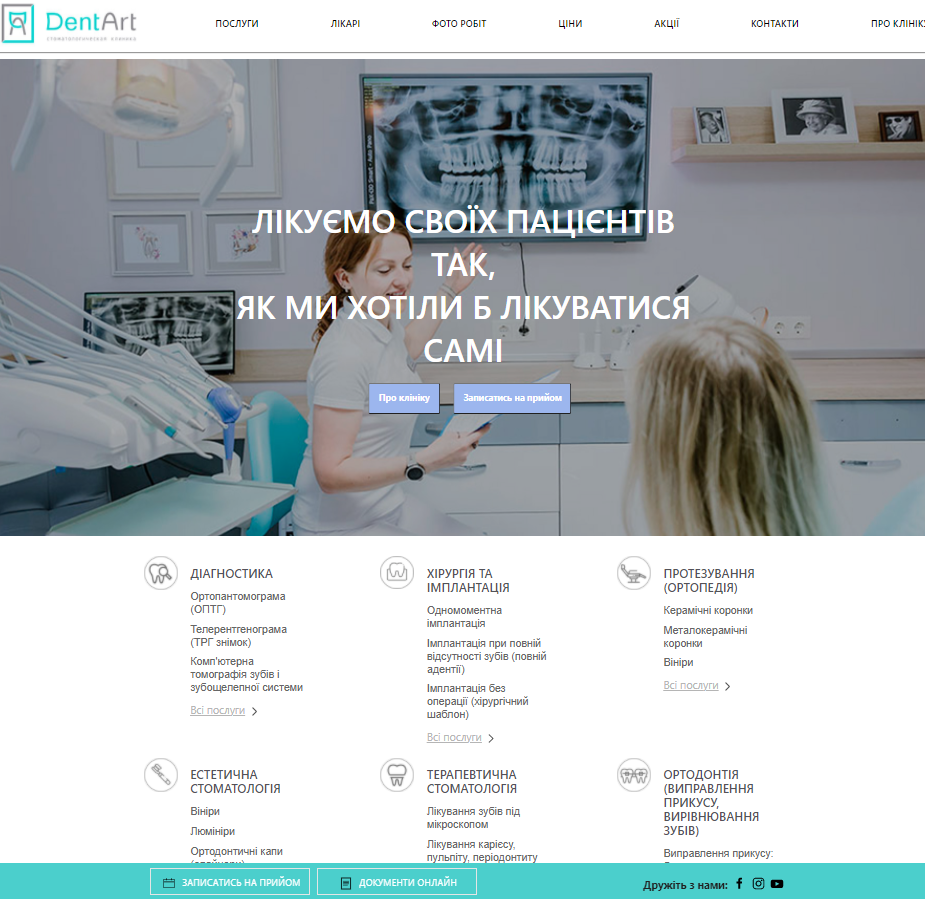 DentArt
СТОМАТОЛОГИЧЕСКАЯ КЛИНИКА
ПОСЛУГИ
ЛІКАРІ
ФОТО РОБІТ
ЦІНИ
АКЦІЇ
КОНТАКТИ
ПРО КЛІНІКУ
ЛІКУЄМО СВОЇХ ПАЦІЄНТІВ
ТАК,
ЯК МИ ХОТІЛИ Б ЛІКУВАТИСЯ
САМІ
Про клініку
Записатись на прийом
ДІАГНОСТИКА
Ортопантомограма
(ОПТГ)
Телерентгенограма
(ТРГ знімок)
Комп'ютерна
томографія зубів і
зубощелепної системи
Всі послуги
ХІРУРГІЯ ТА
ІМПЛАНТАЦІЯ
Одномоментна
імплантація
Імплантація при повній
відсутності зубів (повній
адентії)
Імплантація без
операції (хірургічний
шаблон)
Всі послуги
ПРОТЕЗУВАННЯ
(ОРТОПЕДІЯ)
Керамічні коронки
Металокерамічні
коронки
Вініри
Всі послуги
ЕСТЕТИЧНА
СТОМАТОЛОГІЯ
Вініри
Люмініри
Ортодонтичні капи
ТЕРАПЕВТИЧНА
СТОМАТОЛОГІЯ
Лікування зубів під
мікроскопом
Лікування карієсу,
пульпіту, періодонтиту
ОРТОДОНТІЯ
(ВИПРАВЛЕННЯ
ПРИКУСУ,
ВИРІВНЮВАННЯ
ЗУБІВ)
Виправлення прикусу:
ЗАПИСАТИСЬ НА ПРИЙОМ
ДОКУМЕНТИ ОНЛАЙН
Дружіть з нами: